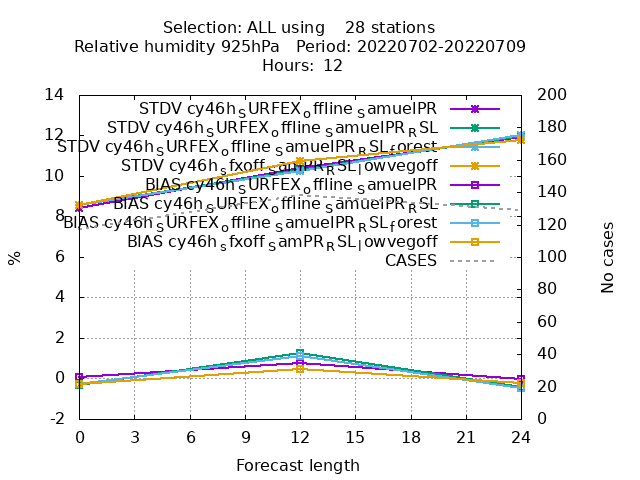 Selection: ALL using    28 stations
Relative humidity 925hPa   Period: 20220702-20220709
Hours:  12
STDV cy46h_SURFEX_offline_SamuelPR
STDV cy46h_SURFEX_offline_SamuelPR_RSL
STDV cy46h_SURFEX_offline_SamuelPR_RSL_forest
STDV cy46h_sfxoff_SamPR_RSL_lowvegoff
BIAS cy46h_SURFEX_offline_SamuelPR
BIAS cy46h_SURFEX_offline_SamuelPR_RSL
BIAS cy46h_SURFEX_offline_SamuelPR_RSL_forest
BIAS cy46h_sfxoff_SamPR_RSL_lowvegoff
CASES
14
12
10
8
6
4
2
0
-2
%
200
180
160
140
120
100
80
60
40
20
0
No cases
0 3 6 9 12 15 18 21 24
Forecast length